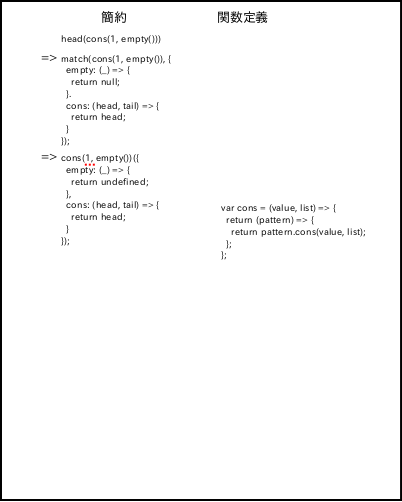 簡約 関数定義
head(cons(1, empty()))
=> match(cons(1, empty()), {
empty: (_) => {
return null;
}.
cons: (head, tail) => {
return head;
}
});
=> cons(1, empty())({
empty: (_) => {
return undefined;
},
cons: (head, tail) => {
return head;
}
});
var cons = (value, list) => {
return (pattern) => {
return pattern.cons(value, list);
};
};